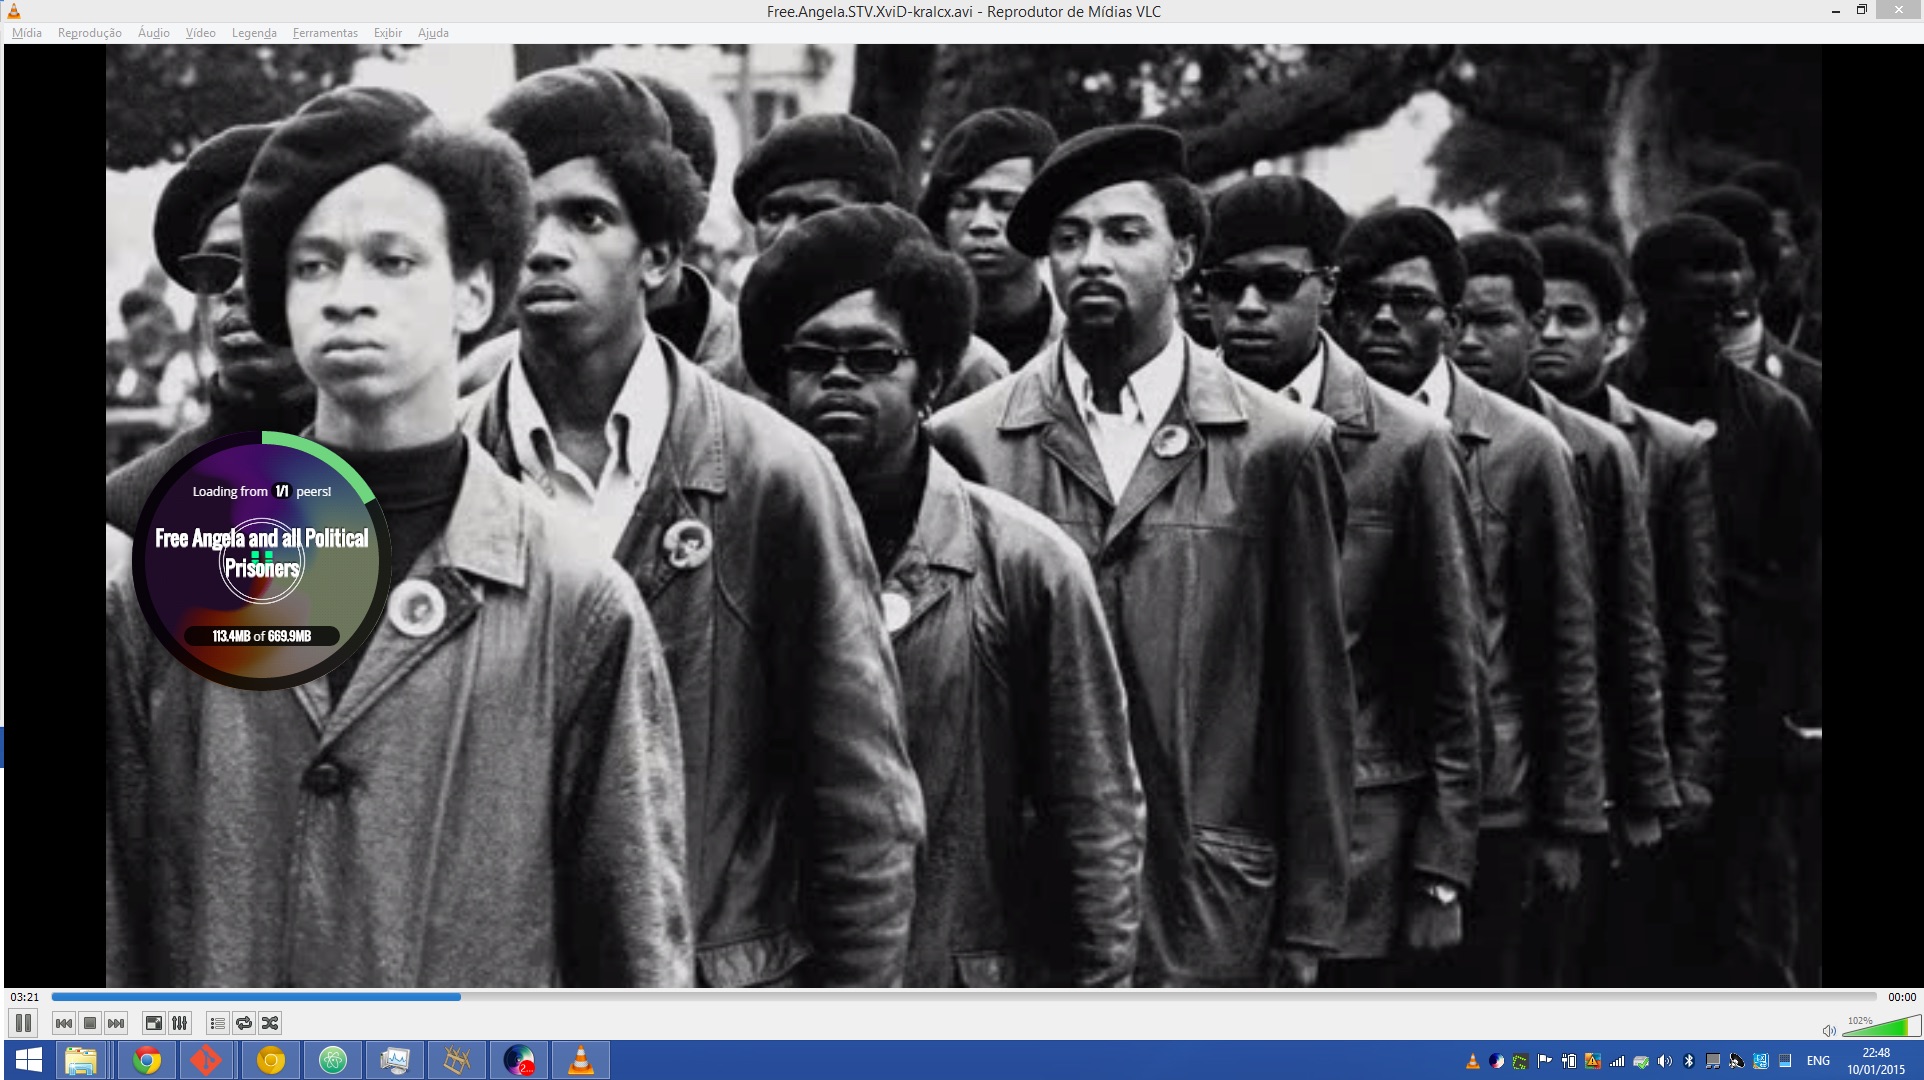 Free.Angela.STV.XviD-kralcx.avi - Reprodutor de Mídias VLC
Mídia Reprodução Áudio Vídeo Legenda Ferramentas Exibir Ajuda
Loading from 1/1 peers!
Free Angela and all Political
Prisoners
113.4MB of 669.9MB
03:21
00:00
102%
2...
ENG
22:48
10/01/2015